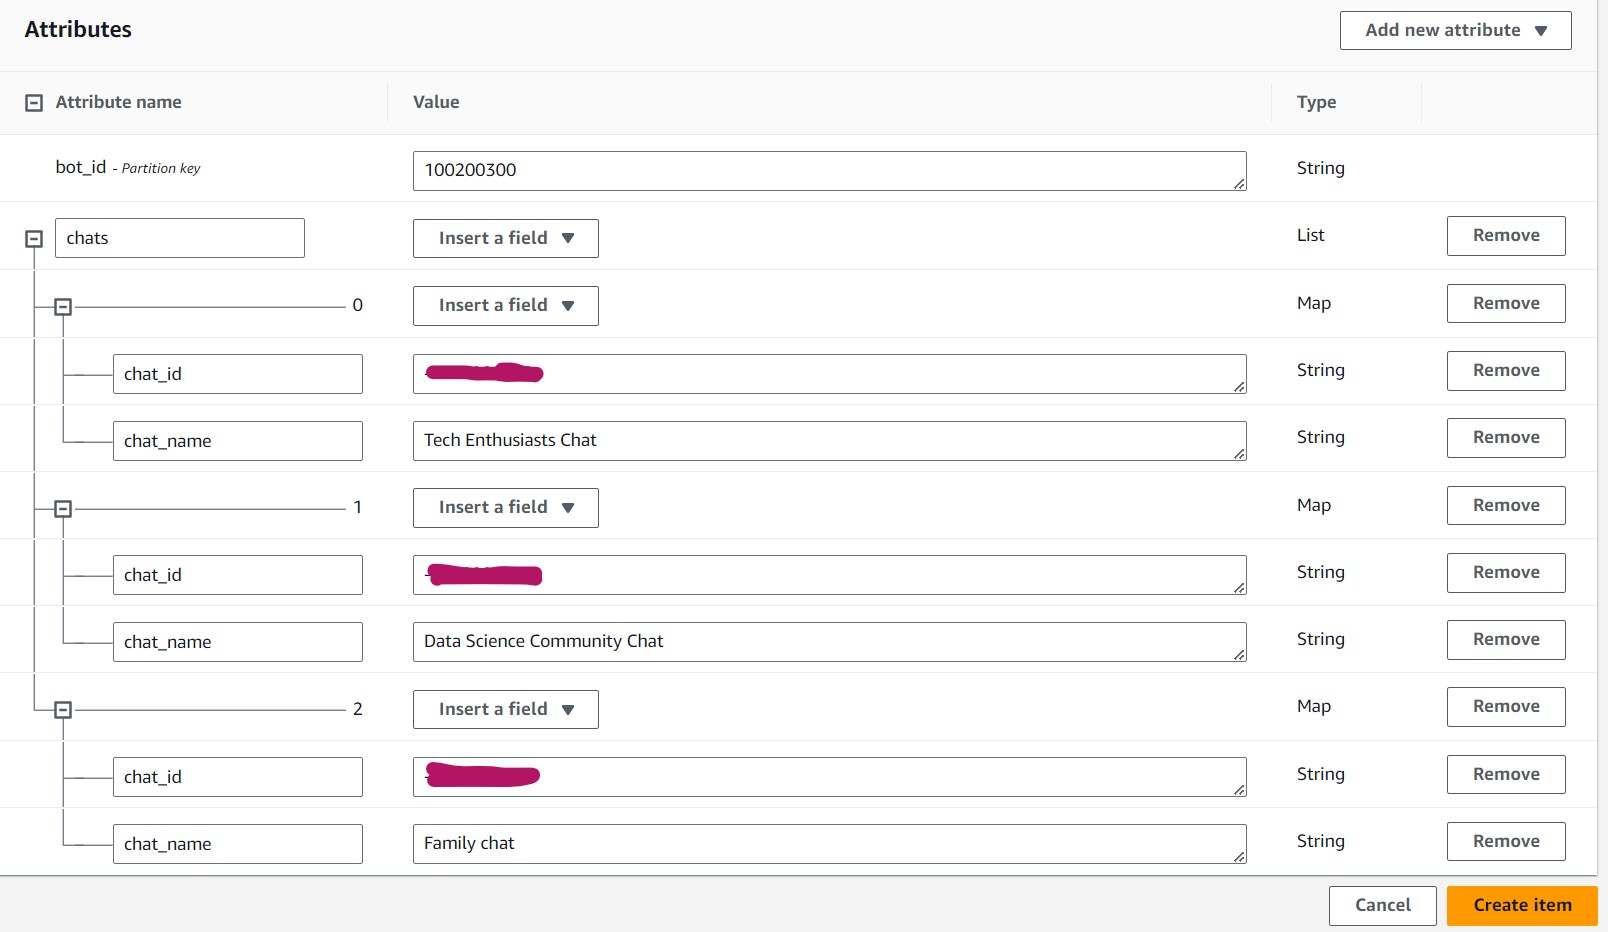 Attributes
Add new attribute
Attribute name Value Type
bot_id - Partition key 100200300 String
chats Insert a field List Remove
0 Insert a field Map Remove
chat_id String Remove
chat_name Tech Enthusiasts Chat String Remove
1 Insert a field Map Remove
chat_id String Remove
chat_name Data Science Community Chat String Remove
2 Insert a field Map Remove
chat_id String Remove
chat_name Family chat String Remove
Cancel Create item